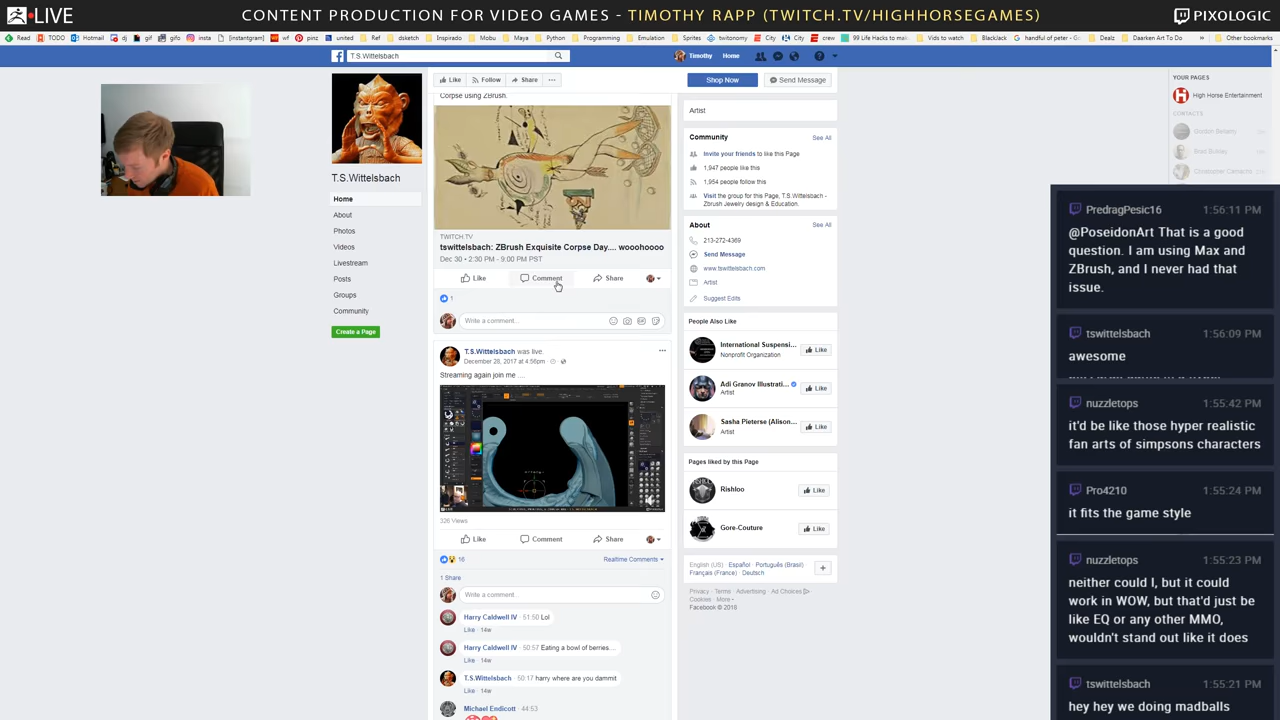 LIVE
CONTENT PRODUCTION FOR VIDEO GAMES - TIMOTHY RAPP (TWITCH.TV/HIGHHORSEGAMES)
PIXOLOGIC
Read TODO Hotmail dj gif gifo insta [instantgram] wf pinz united Ref dsketch Inspirado Mobu Maya Python Programming Emulation Sprites twitonomy City City crew 99 Life Hacks to mak Vids to watch Blacklack handful of peter - G Dealz Daarken Art To Do Other bookmarks
T.S.Wittelsbach
Timothy Home
Like Follow Share ...
Shop Now Send Message
Corpse using ZBrush.
T.S.Wittelsbach
Home
About
Photos
Videos
Livestream
Posts
Groups
Community
Create a Page
TWITCH.TV
tswittelsbach: ZBrush Exquisite Corpse Day.... wooohoooo
Dec 30 • 2:30 PM - 9:00 PM PST
Like Comment Share
1
Write a comment...
T.S.Wittelsbach was live.
December 28, 2017 at 4:56pm
Streaming again join me ....
326 Views
Like Comment Share
16 Realtime Comments
1 Share
Write a comment...
Harry Caldwell IV · 51:50 Lol
Like · 14w
Harry Caldwell IV · 50:57 Eating a bowl of berries...
Like · 14w
T.S.Wittelsbach · 50:17 harry where are you dammit
Like · 14w
Michael Endicott · 44:53
Artist
Community See All
Invite your friends to like this Page
1,947 people like this
1,954 people follow this
Visit the group for this Page, T.S.Wittelsbach -
Zbrush Jewelry design & Education.
About See All
213-272-4369
Send Message
www.tswittelsbach.com
Artist
Suggest Edits
People Also Like
International Suspensi...
Nonprofit Organization
Like
Adi Granov Illustrati...
Artist
Like
Sasha Pieterse (Alison...
Artist
Like
Pages liked by this Page
Rishloo
Like
Gore-Couture
Like
English (US) · Español · Português (Brasil) ·
Français (France) · Deutsch
Privacy · Terms · Advertising · Ad Choices
Cookies · More
Facebook © 2018
YOUR PAGES
High Horse Entertainment
CONTACTS
PredragPesic16 1:56:11 PM
@PoseidonArt That is a good
question. I am using Max and
ZBrush, and I never had that
issue.
tswittelsbach 1:56:09 PM
awesome
nuzzletops 1:55:42 PM
it'd be like those hyper realistic
fan arts of simpsons characters
Pro4210 1:55:24 PM
it fits the game style
nuzzletops 1:55:23 PM
neither could I, but it could
work in WOW, but that'd just be
like EQ or any other MMO,
wouldn't stand out like it does
tswittelsbach 1:55:21 PM
hey hey we doing madballs